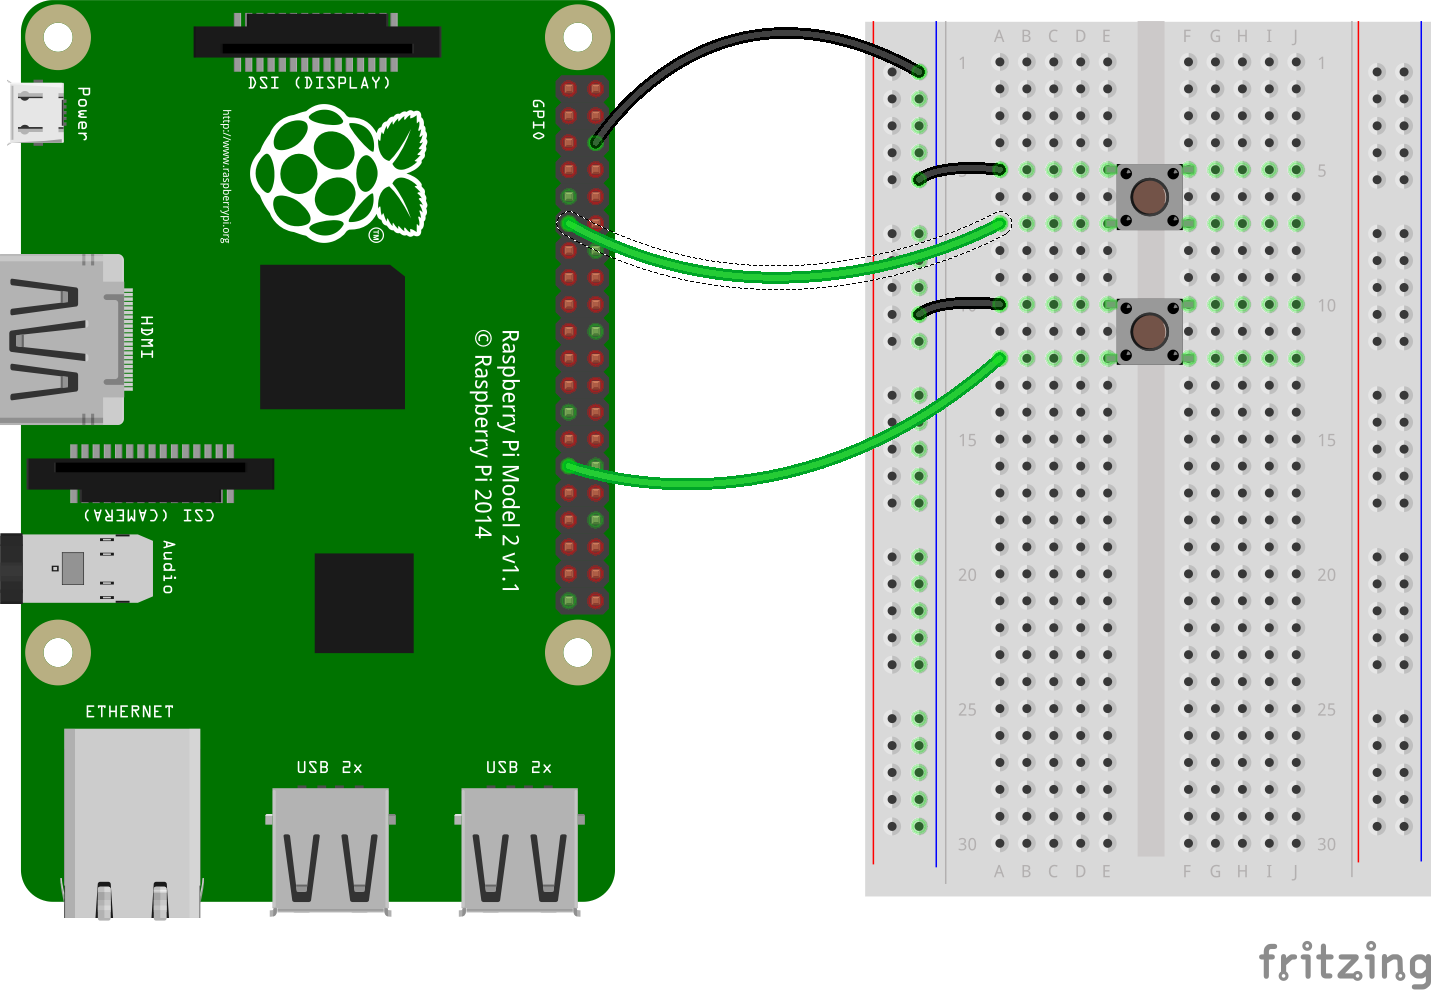 DSI (DISPLAY)
Power
http://www.raspberrypi.org
TM
GPIO
HDMI
Raspberry Pi Model 2 v1.1
© Raspberry Pi 2014
CSI (CAMERA)
Audio
ETHERNET
USB 2x
USB 2x
A B C D E F G H I J
1 1
5 5
10 10
15 15
20 20
25 25
30 30
A B C D E F G H I J
fritzing